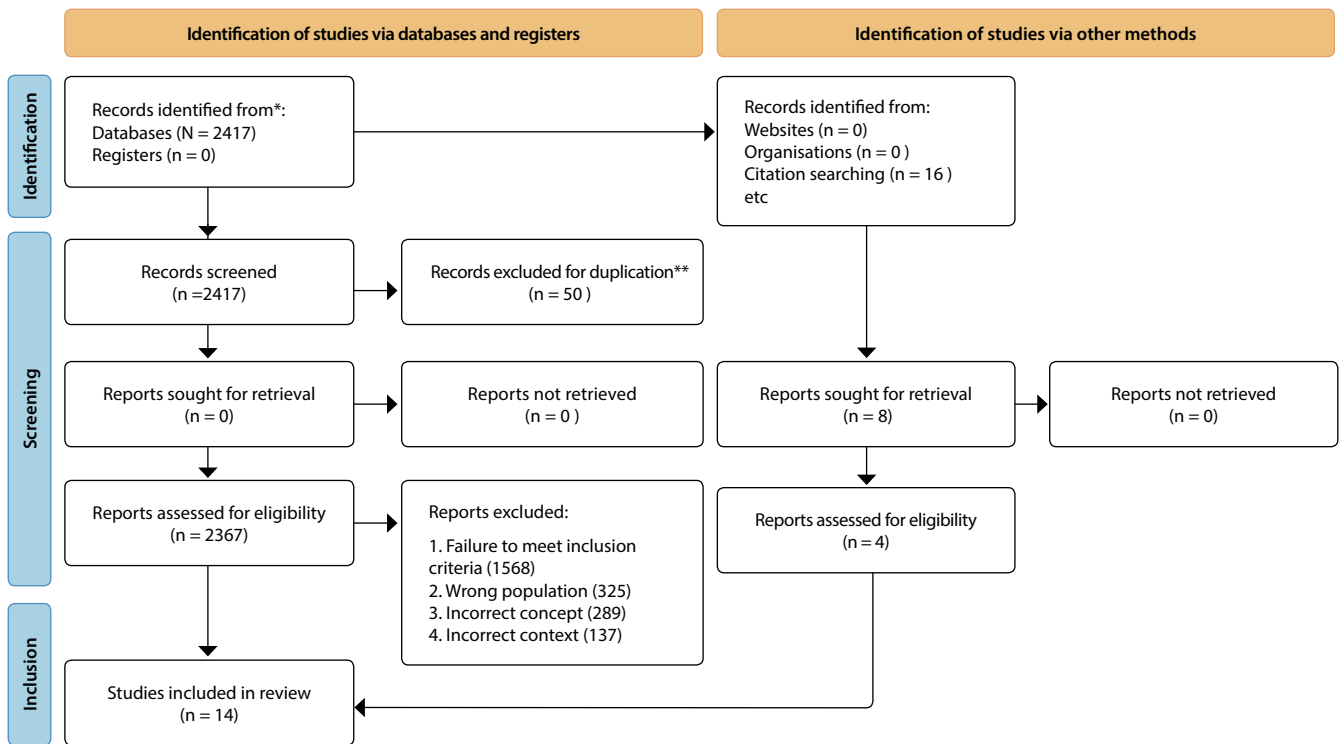 Identification of studies via databases and registers
Identification of studies via other methods
Identification
Records identified from*:
Databases (N = 2417)
Registers (n = 0)
Records identified from:
Websites (n = 0)
Organisations (n = 0 )
Citation searching (n = 16 )
etc
Screening
Records screened
(n =2417)
Records excluded for duplication**
(n = 50 )
Reports sought for retrieval
(n = 0)
Reports not retrieved
(n = 0 )
Reports sought for retrieval
(n = 8)
Reports not retrieved
(n = 0)
Reports assessed for eligibility
(n = 2367)
Reports excluded:
1. Failure to meet inclusion
criteria (1568)
2. Wrong population (325)
3. Incorrect concept (289)
4. Incorrect context (137)
Reports assessed for eligibility
(n = 4)
Inclusion
Studies included in review
(n = 14)